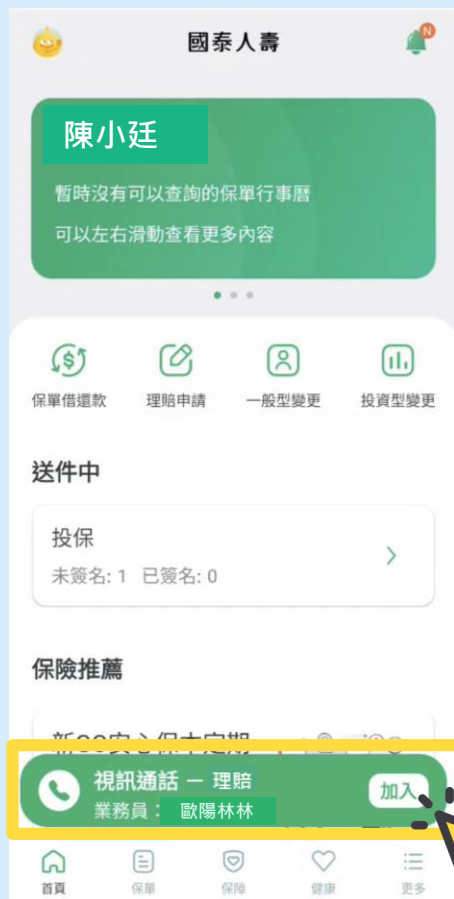 國泰人壽
N
陳小廷
暫時沒有可以查詢的保單行事曆
可以左右滑動查看更多內容
保單借還款 理賠申請 一般型變更 投資型變更
送件中
投保
未簽名: 1 已簽名: 0
保險推薦
視訊通話 － 理賠
業務員： 歐陽林林
加入
首頁 保單 保障 健康 更多